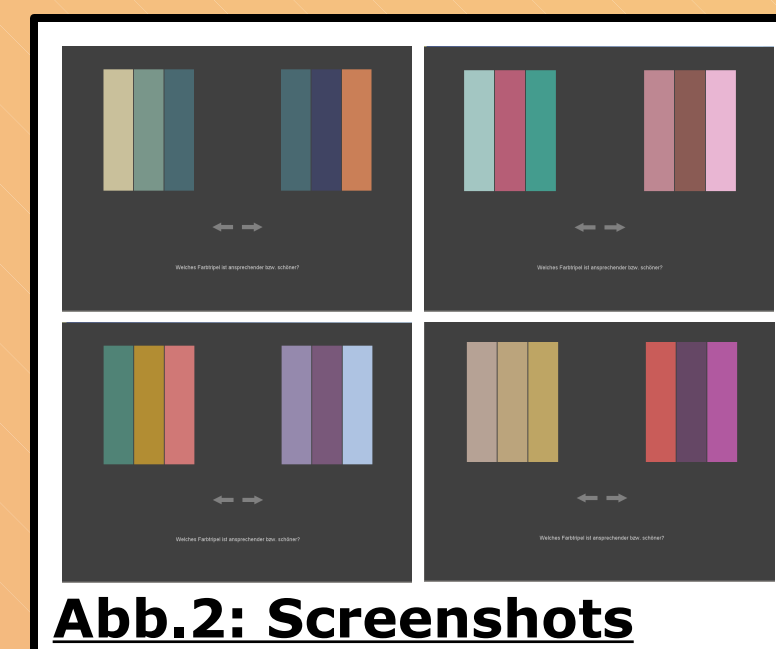 Welches Farbtripel ist ansprechender bzw. schöner?
Welches Farbtripel ist ansprechender bzw. schöner?
Welches Farbtripel ist ansprechender bzw. schöner?
Welches Farbtripel ist ansprechender bzw. schöner?
Abb.2: Screenshots